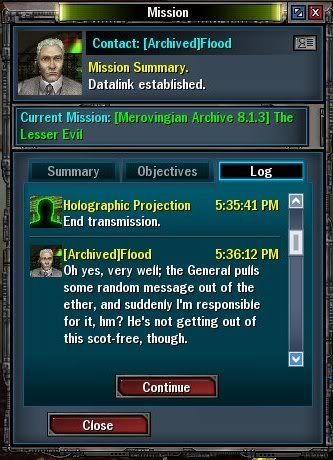 Mission
Contact: [Archived]Flood
Mission Summary.
Datalink established.
Current Mission: [Merovingian Archive 8.1.3] The
Lesser Evil
Summary Objectives Log
Holographic Projection 5:35:41 PM
End transmission.
[Archived]Flood 5:36:12 PM
Oh yes, very well; the General pulls
some random message out of the
ether, and suddenly I'm responsible
for it, hm? He's not getting out of
this scot-free, though.
Continue
Close